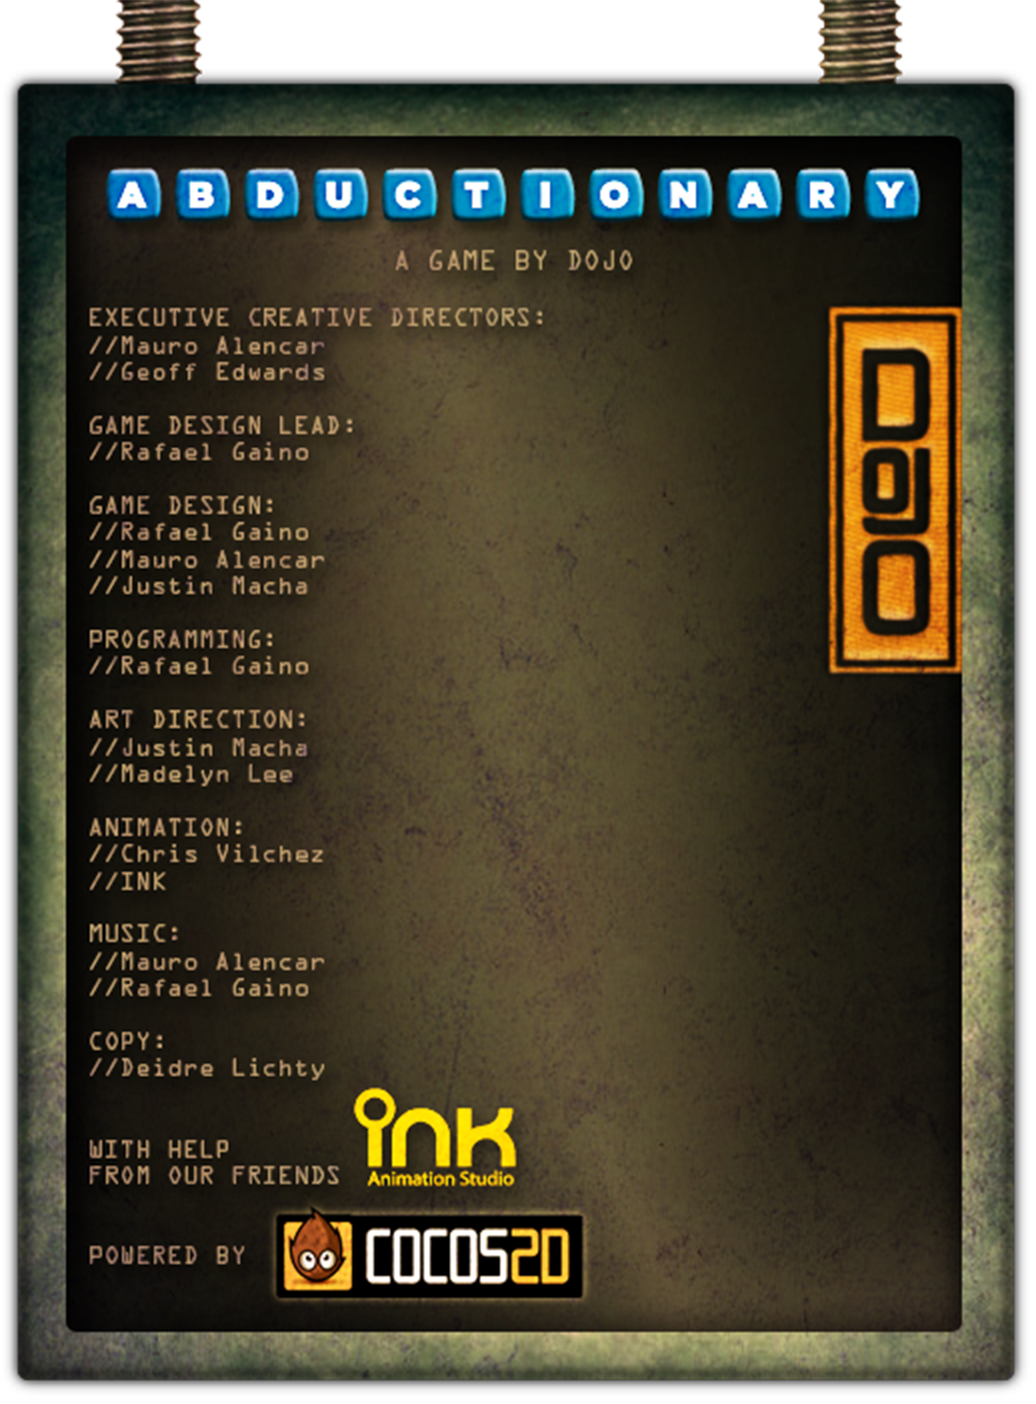 ABDUCTIONARY
A GAME BY DOJO
EXECUTIVE CREATIVE DIRECTORS:
//Mauro Alencar
//Geoff Edwards
DOJO
GAME DESIGN LEAD:
//Rafael Gaino
GAME DESIGN:
//Rafael Gaino
//Mauro Alencar
//Justin Macha
PROGRAMMING:
//Rafael Gaino
ART DIRECTION:
//Justin Macha
//Madelyn Lee
ANIMATION:
//Chris Vilchez
//INK
MUSIC:
//Mauro Alencar
//Rafael Gaino
COPY:
//Deidre Lichty
ink
Animation Studio
WITH HELP
FROM OUR FRIENDS
POWERED BY
COCOS2D